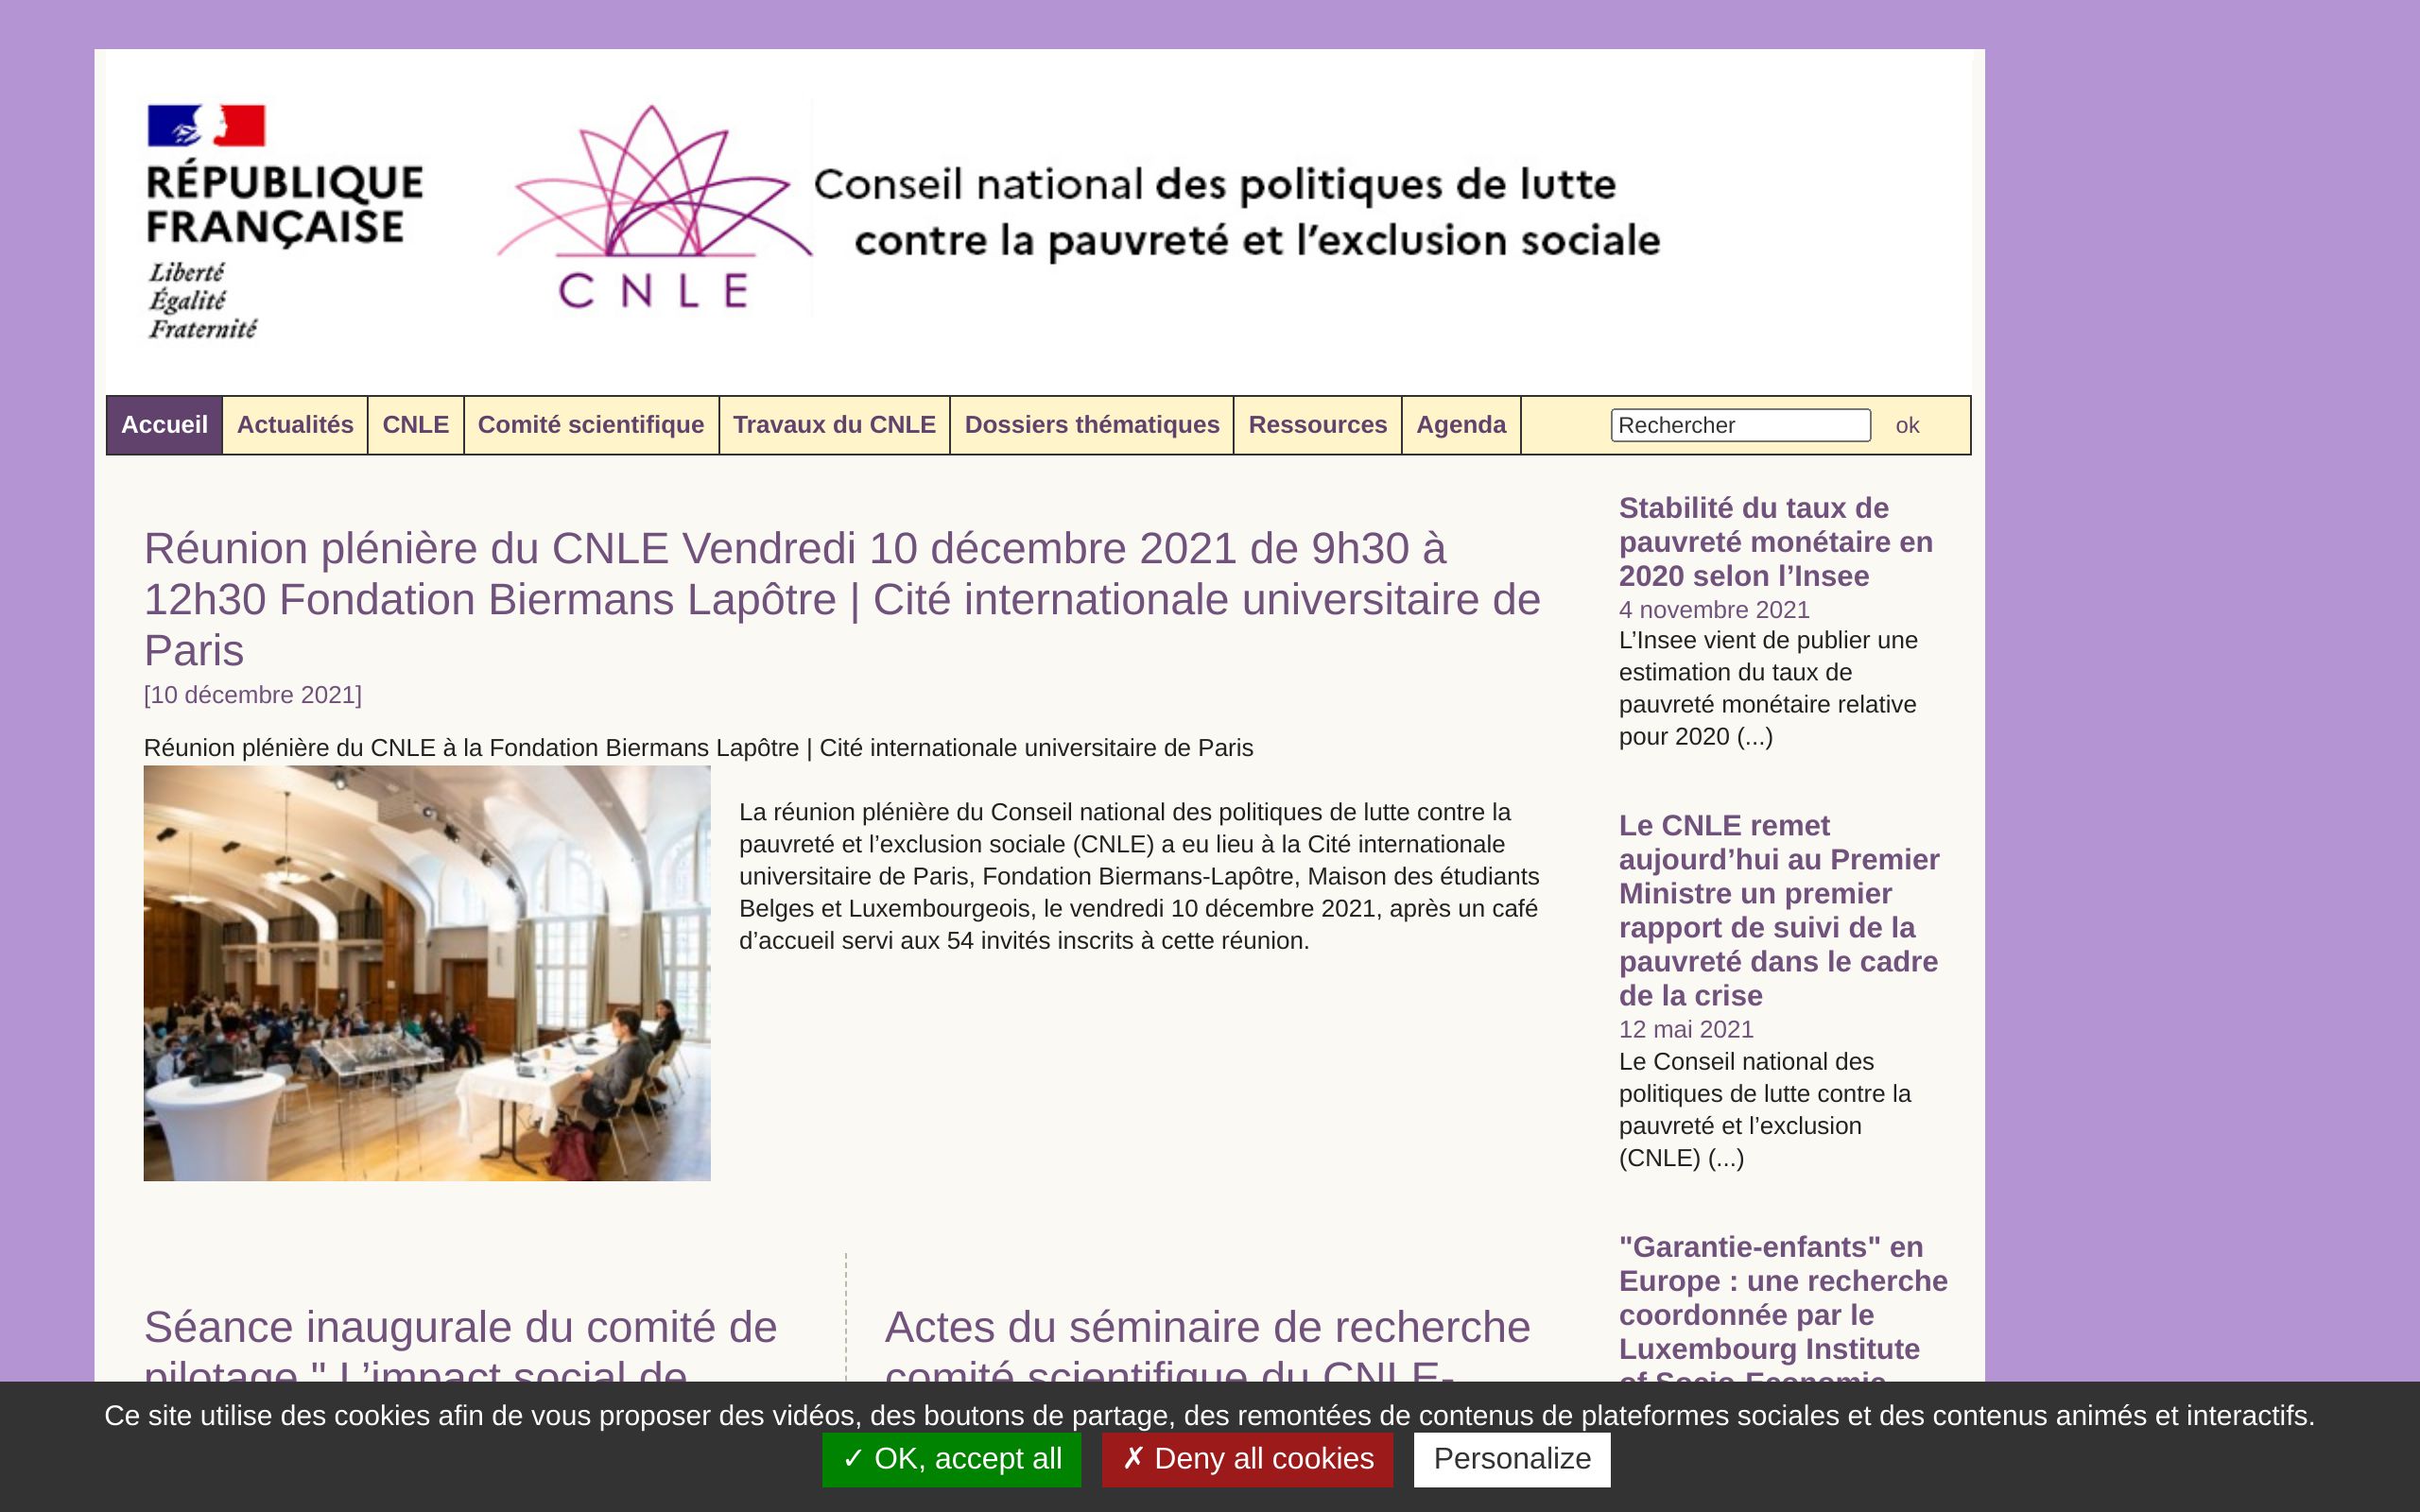 RÉPUBLIQUE
FRANÇAISE
Liberté
Égalité
Fraternité
CNLE
Conseil national des politiques de lutte
contre la pauvreté et l’exclusion sociale
Accueil Actualités CNLE Comité scientifique Travaux du CNLE Dossiers thématiques Ressources Agenda Rechercher ok
Réunion plénière du CNLE Vendredi 10 décembre 2021 de 9h30 à
12h30 Fondation Biermans Lapôtre | Cité internationale universitaire de
Paris
[10 décembre 2021]
Réunion plénière du CNLE à la Fondation Biermans Lapôtre | Cité internationale universitaire de Paris
La réunion plénière du Conseil national des politiques de lutte contre la
pauvreté et l’exclusion sociale (CNLE) a eu lieu à la Cité internationale
universitaire de Paris, Fondation Biermans-Lapôtre, Maison des étudiants
Belges et Luxembourgeois, le vendredi 10 décembre 2021, après un café
d’accueil servi aux 54 invités inscrits à cette réunion.
Séance inaugurale du comité de
pilotage " L’impact social de
Actes du séminaire de recherche
comité scientifique du CNLE-
Stabilité du taux de
pauvreté monétaire en
2020 selon l’Insee
4 novembre 2021
L’Insee vient de publier une
estimation du taux de
pauvreté monétaire relative
pour 2020 (...)
Le CNLE remet
aujourd’hui au Premier
Ministre un premier
rapport de suivi de la
pauvreté dans le cadre
de la crise
12 mai 2021
Le Conseil national des
politiques de lutte contre la
pauvreté et l’exclusion
(CNLE) (...)
"Garantie-enfants" en
Europe : une recherche
coordonnée par le
Luxembourg Institute
of Socio-Economic
Ce site utilise des cookies afin de vous proposer des vidéos, des boutons de partage, des remontées de contenus de plateformes sociales et des contenus animés et interactifs.
✓ OK, accept all ✗ Deny all cookies Personalize